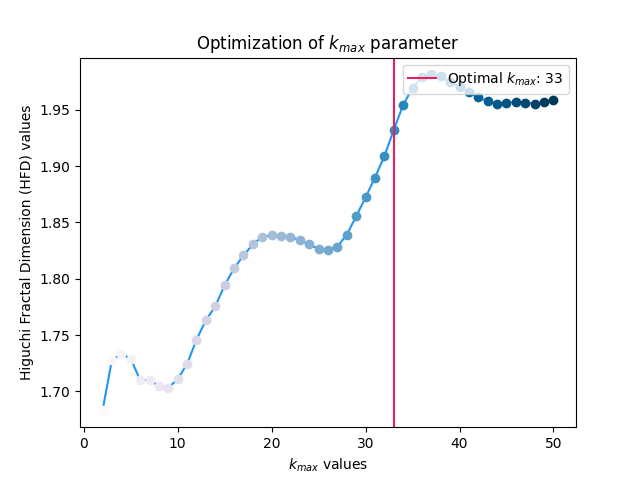 Optimization of k_max parameter
Optimal k_max: 33
Higuchi Fractal Dimension (HFD) values
1.95
1.90
1.85
1.80
1.75
1.70
0 10 20 30 40 50
k_max values